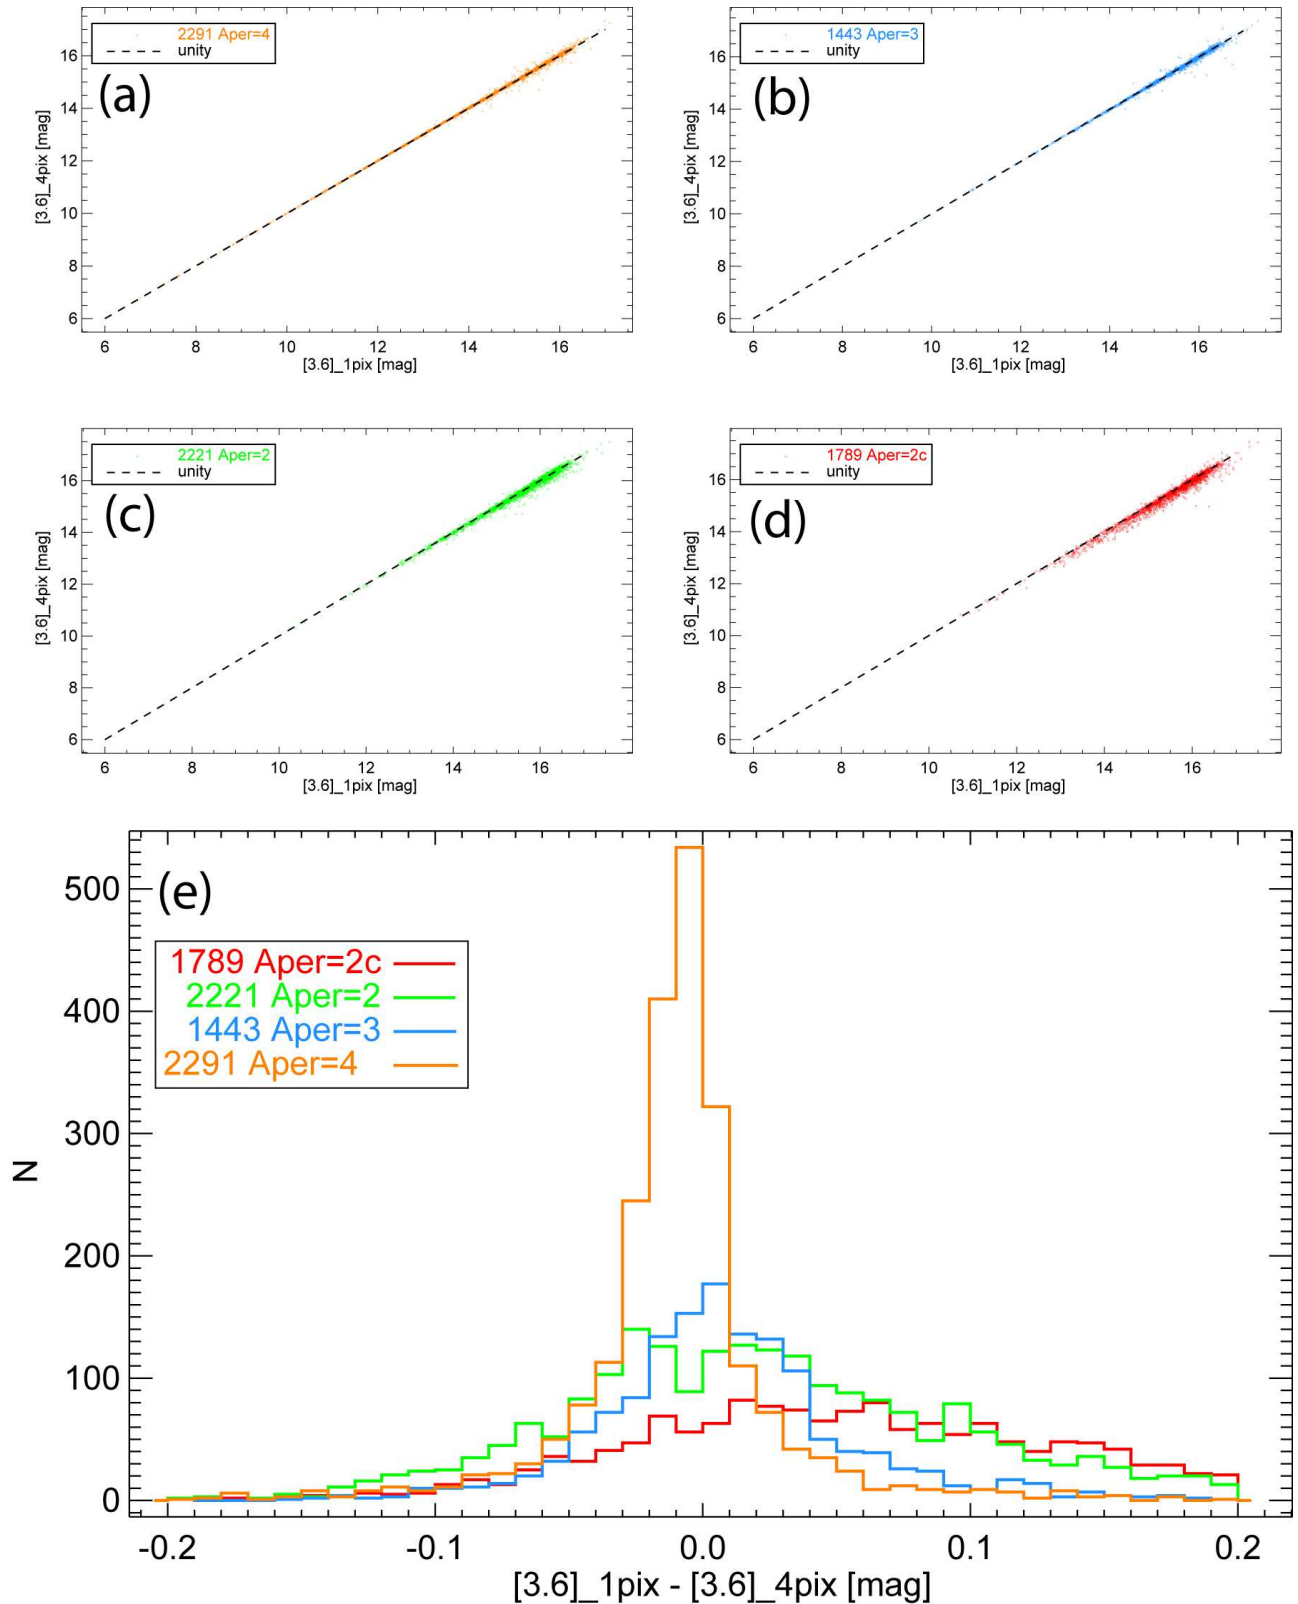 2291 Aper=4
unity
(a)
16
14
12
10
8
6
[3.6]_4pix [mag]
6 8 10 12 14 16
[3.6]_1pix [mag]
1443 Aper=3
unity
(b)
16
14
12
10
8
6
[3.6]_4pix [mag]
6 8 10 12 14 16
[3.6]_1pix [mag]
2221 Aper=2
unity
(c)
16
14
12
10
8
6
[3.6]_4pix [mag]
6 8 10 12 14 16
[3.6]_1pix [mag]
1789 Aper=2c
unity
(d)
16
14
12
10
8
6
[3.6]_4pix [mag]
6 8 10 12 14 16
[3.6]_1pix [mag]
(e)
1789 Aper=2c
2221 Aper=2
1443 Aper=3
2291 Aper=4
500
400
300
200
100
0
N
-0.2 -0.1 0.0 0.1 0.2
[3.6]_1pix - [3.6]_4pix [mag]